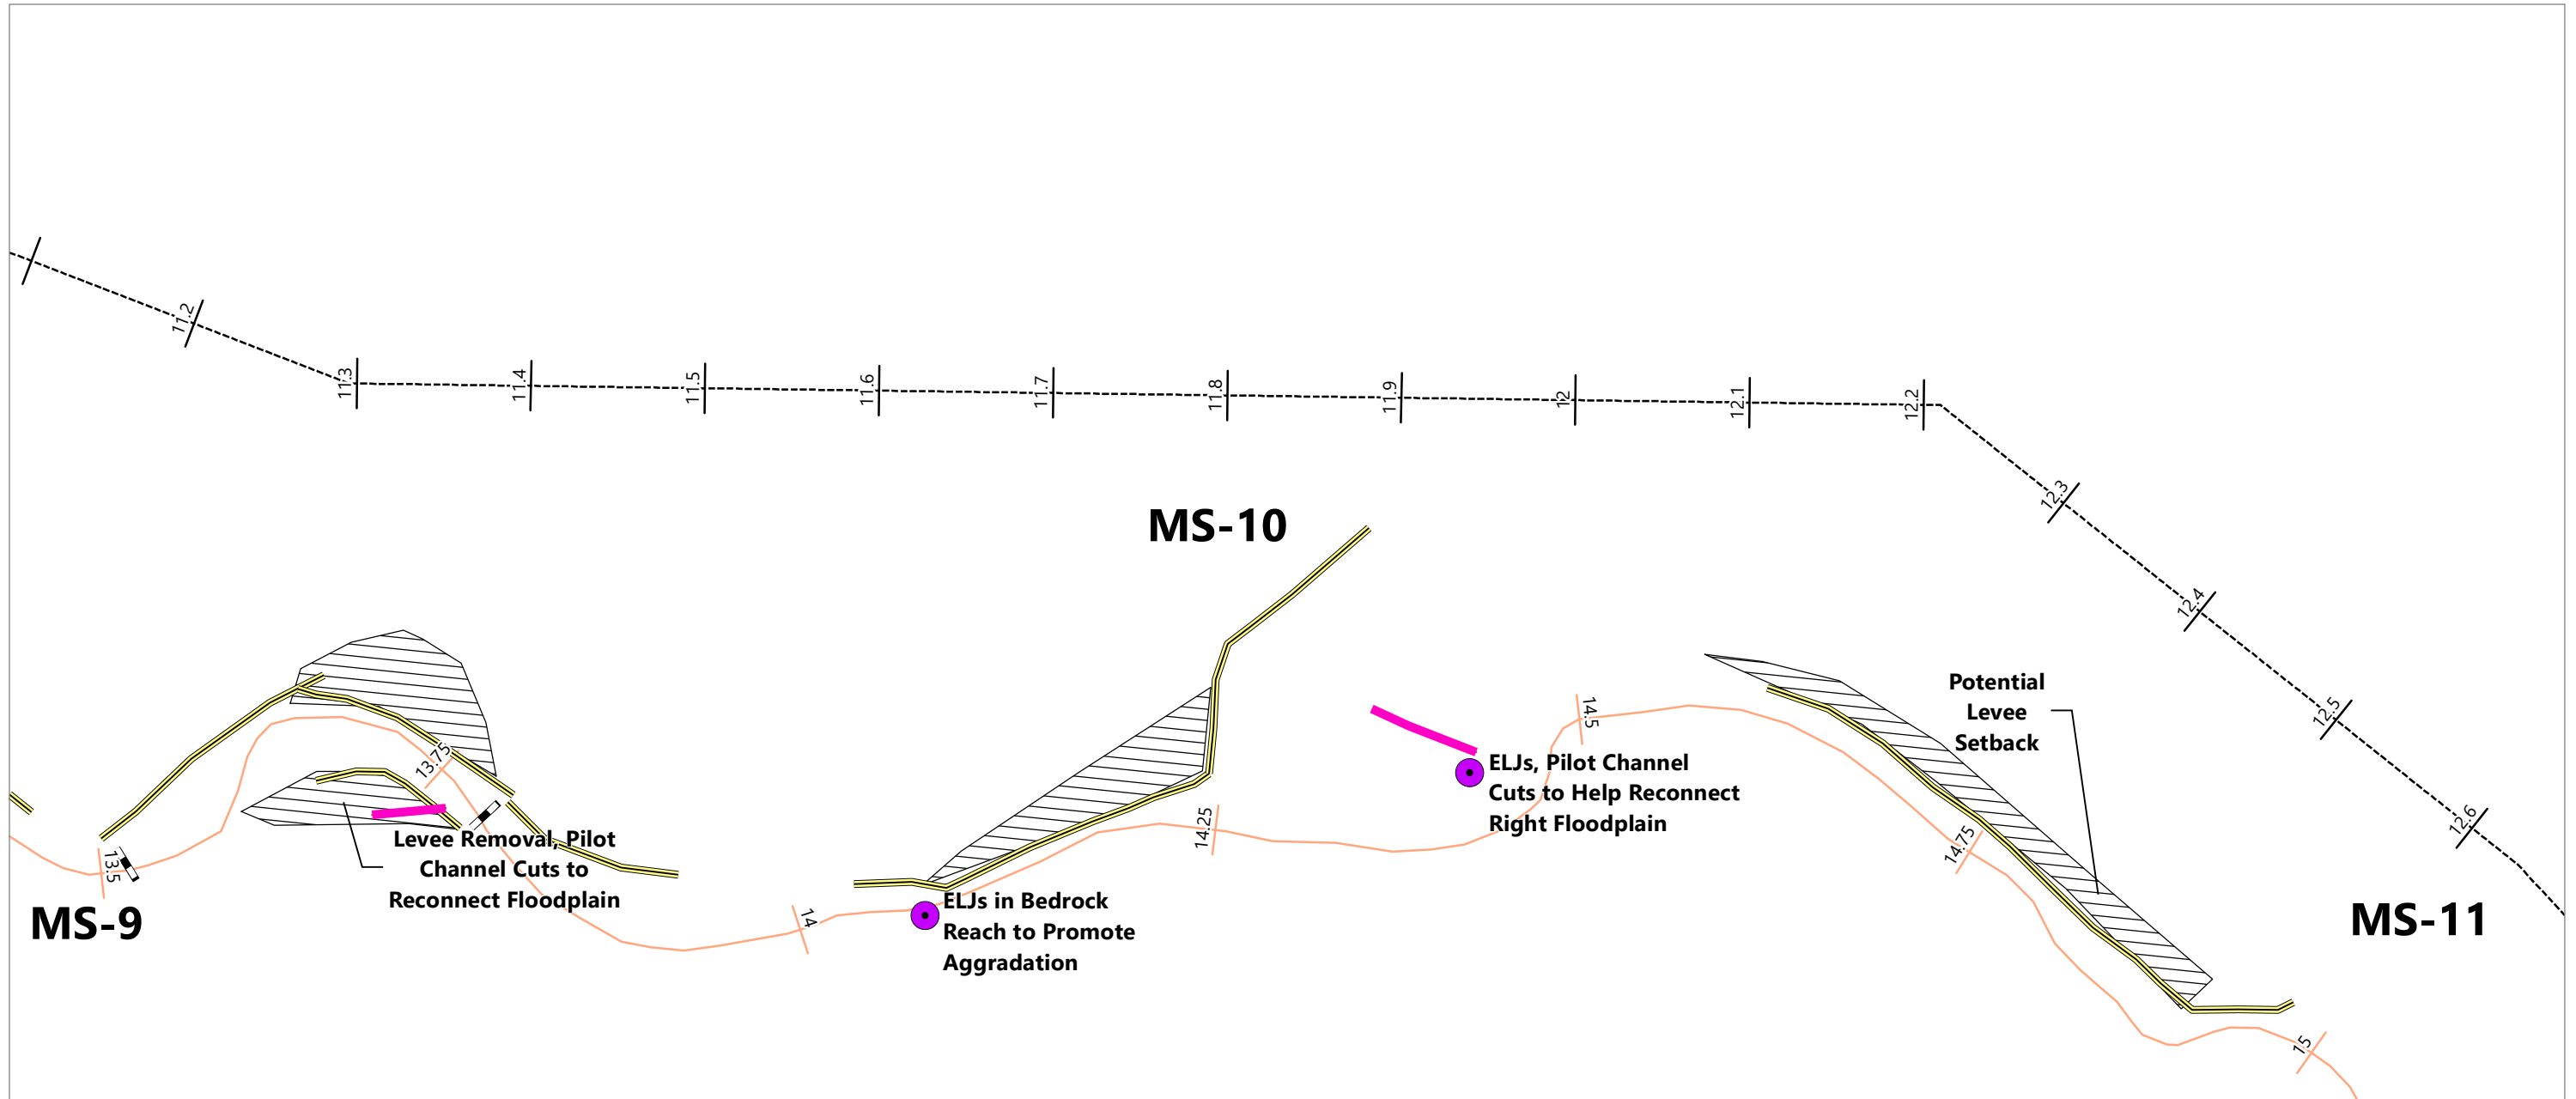 11.2
11.3
11.4
11.5
11.6
11.7
11.8
11.9
12
12.1
12.2
12.3
12.4
12.5
12.6
MS-10
MS-9
MS-11
13.5
13.75
14
14.25
14.5
14.75
15
Levee Removal, Pilot
Channel Cuts to
Reconnect Floodplain
ELJs in Bedrock
Reach to Promote
Aggradation
ELJs, Pilot Channel
Cuts to Help Reconnect
Right Floodplain
Potential
Levee
Setback